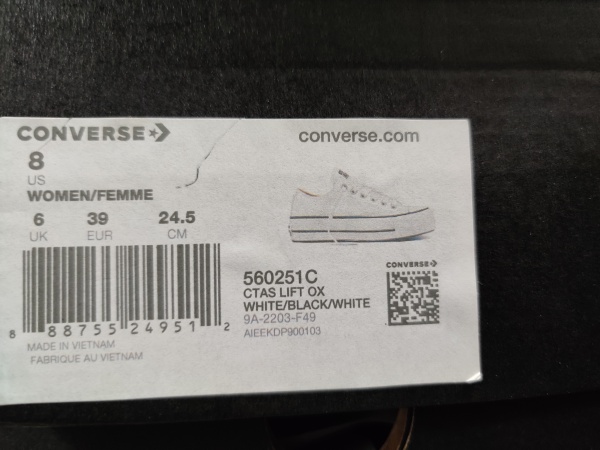 CONVERSE
converse.com
8
US
WOMEN/FEMME
6 39 24.5
UK EUR CM
560251C
CTAS LIFT OX
WHITE/BLACK/WHITE
9A-2203-F49
AIEEKDP900103
CONVERSE
8 88755 24951 2
MADE IN VIETNAM
FABRIQUE AU VIETNAM